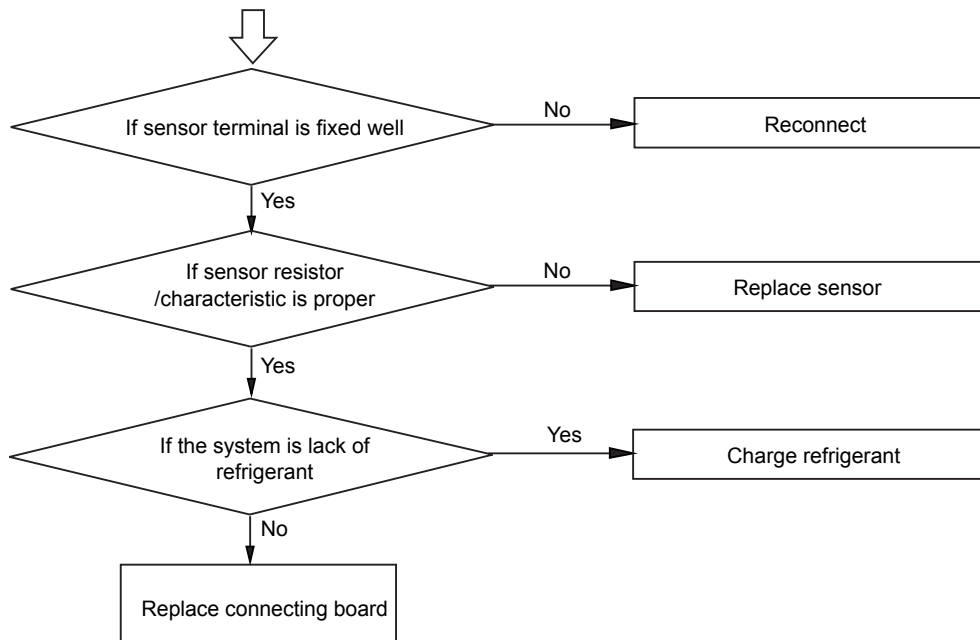 If sensor terminal is fixed well
No
Reconnect
Yes
If sensor resistor
/characteristic is proper
No
Replace sensor
Yes
If the system is lack of
refrigerant
Yes
Charge refrigerant
No
Replace connecting board